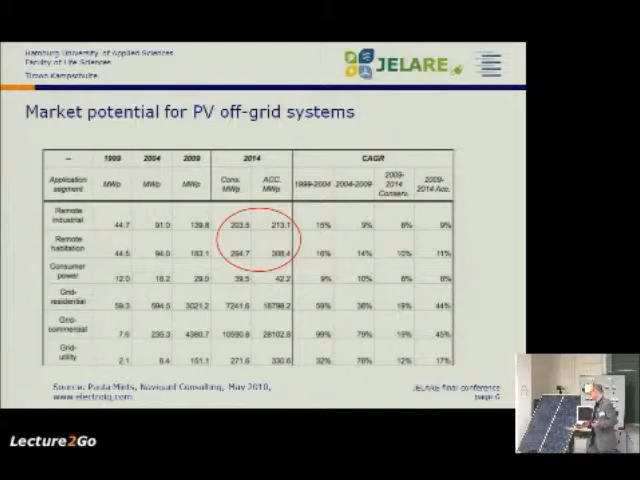 Hamburg University of Applied Sciences
Faculty of Life Sciences
Timon Kampschulte
JELARE
Market potential for PV off-grid systems
-- 1999 2004 2009 2014 CAGR
Application segment MWp MWp MWp Cons. MWp ACC. MWp 1999-2004 2004-2009 2009-2014 Conserv. 2009-2014 Acc.
Remote industrial 44.7 91.0 139.8 203.5 213.1 15% 9% 8% 9%
Remote habitation 44.5 94.0 183.1 294.7 308.4 16% 14% 10% 11%
Consumer power 12.0 18.2 29.0 39.5 42.2 9% 10% 6% 8%
Grid-residential 59.3 594.5 3021.2 7241.6 18798.2 59% 38% 19% 44%
Grid-commercial 7.6 235.3 4380.7 10590.8 28102.8 99% 79% 19% 45%
Grid-utility 2.1 8.4 151.1 271.6 330.6 32% 78% 12% 17%
Source: Paula Mints, Navigant Consulting, May 2010,
www.electroiq.com
JELARE final conference
page 6
Lecture2Go